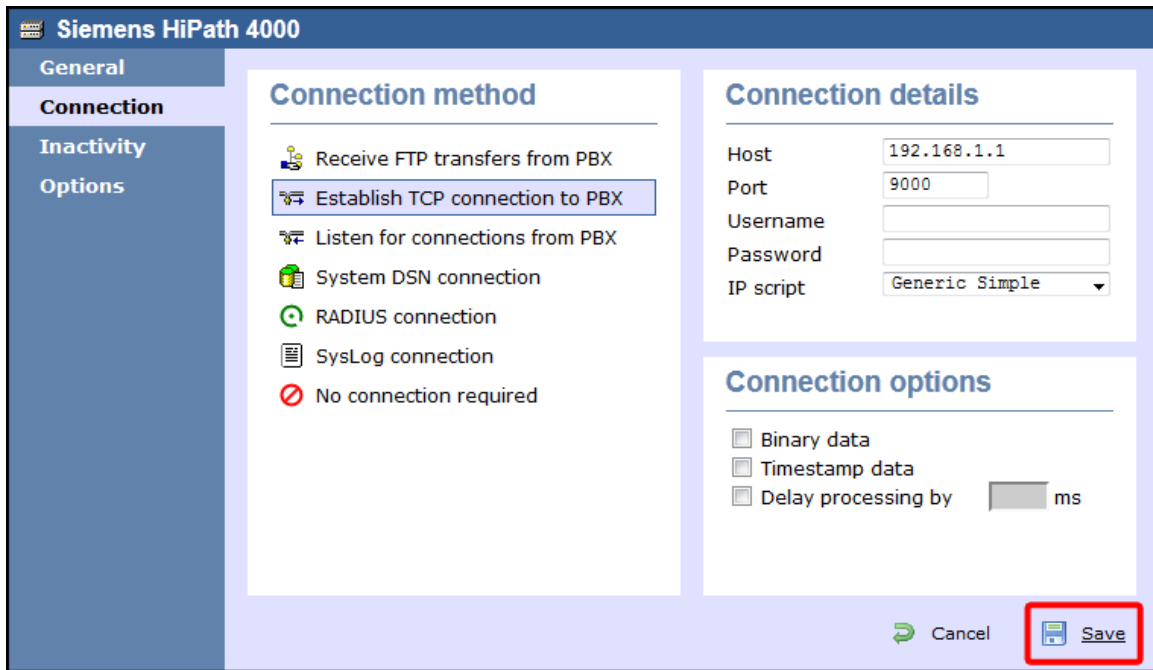 Siemens HiPath 4000
General
Connection
Inactivity
Options
Connection method
Receive FTP transfers from PBX
Establish TCP connection to PBX
Listen for connections from PBX
System DSN connection
RADIUS connection
SysLog connection
No connection required
Connection details
Host 192.168.1.1
Port 9000
Username
Password
IP script Generic Simple
Connection options
Binary data
Timestamp data
Delay processing by ms
Cancel Save